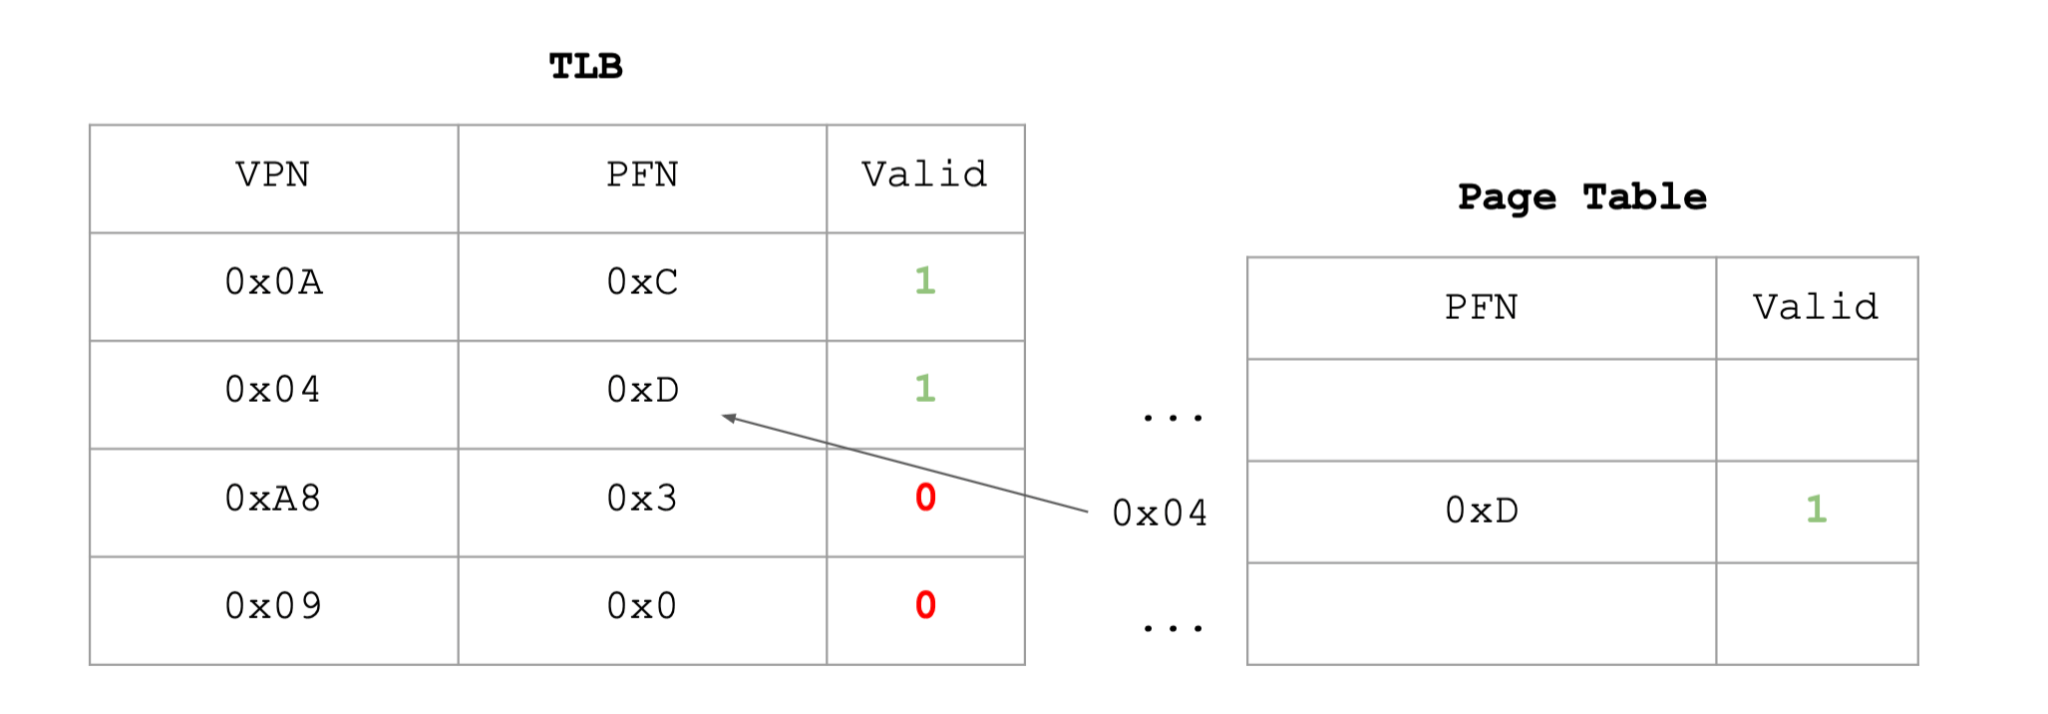 TLB
VPN PFN Valid
0x0A 0xC 1
0x04 0xD 1
0xA8 0x3 0
0x09 0x0 0
Page Table
PFN Valid
...
0x04 0xD 1
...